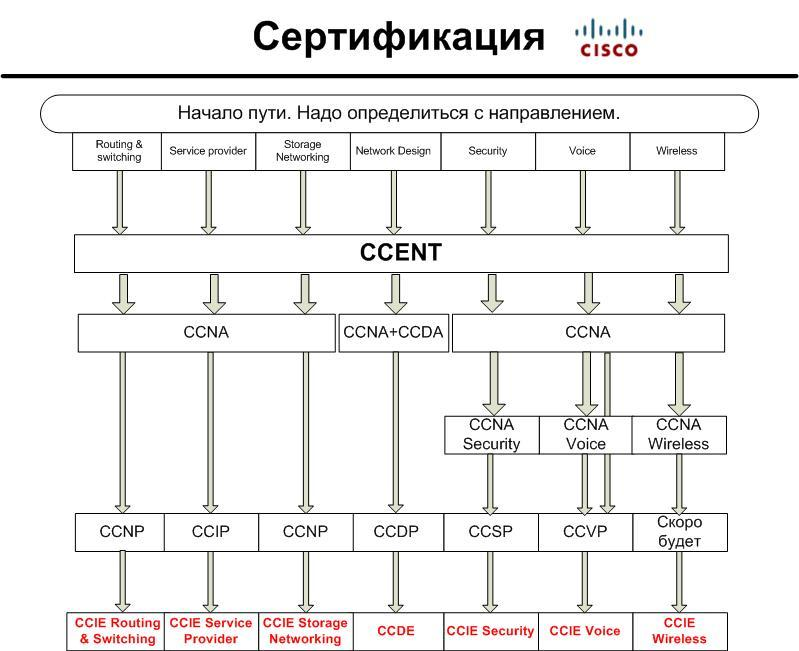 Сертификация
CISCO
Начало пути. Надо определиться с направлением.
Routing &
switching
Service provider
Storage
Networking
Network Design
Security
Voice
Wireless
CCENT
CCNA
CCNA+CCDA
CCNA
CCNA
Security
CCNA
Voice
CCNA
Wireless
CCNP
CCIP
CCNP
CCDP
CCSP
CCVP
Скоро
будет
CCIE Routing
& Switching
CCIE Service
Provider
CCIE Storage
Networking
CCDE
CCIE Security
CCIE Voice
CCIE
Wireless